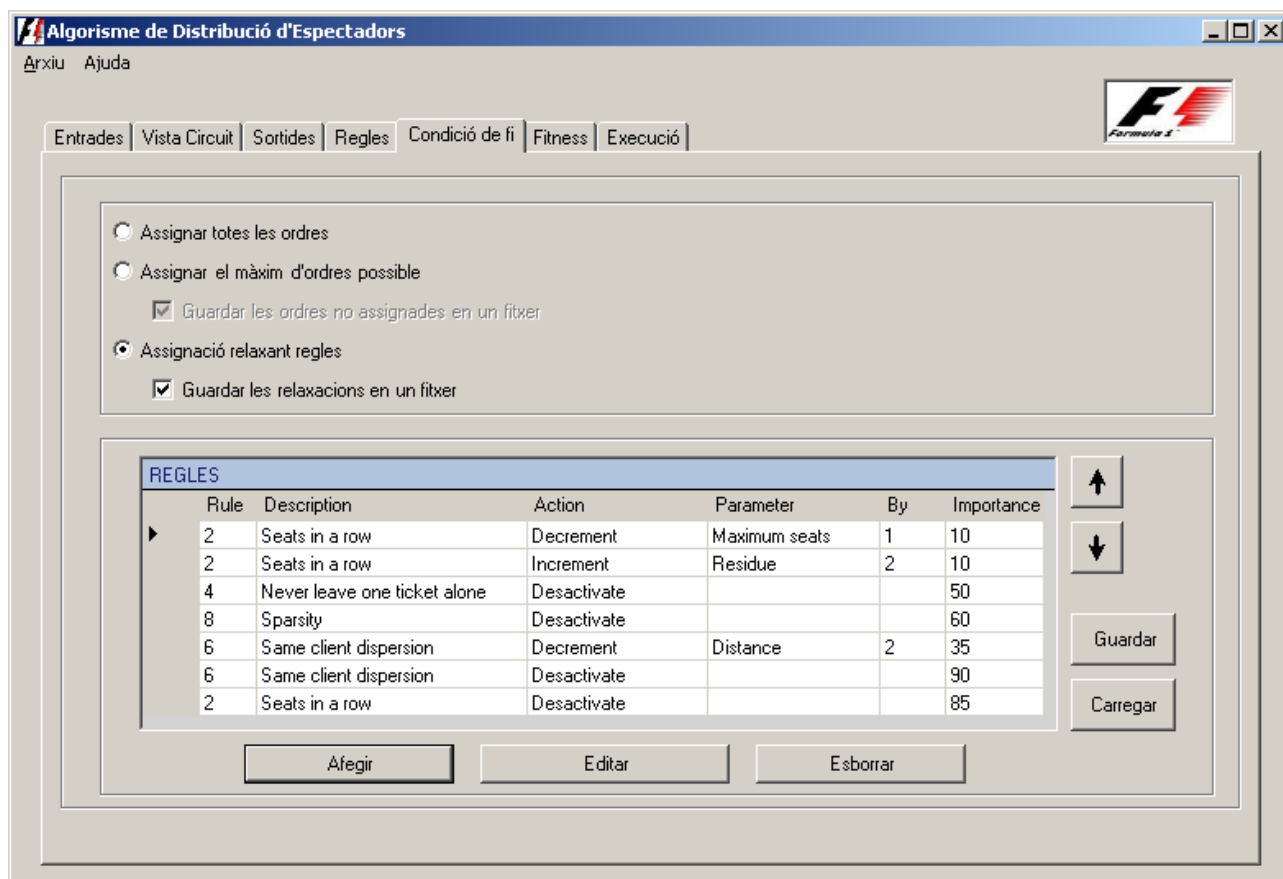 Algorisme de Distribució d'Espectadors
Arxiu Ajuda
Formula 1
Entrades Vista Circuit Sortides Regles Condició de fi Fitness Execució
Assignar totes les ordres
Assignar el màxim d'ordres possible
Guardar les ordres no assignades en un fitxer
Assignació relaxant regles
Guardar les relaxacions en un fitxer
REGLES
Rule Description Action Parameter By Importance
2 Seats in a row Decrement Maximum seats 1 10
2 Seats in a row Increment Residue 2 10
4 Never leave one ticket alone Desactivate 50
8 Sparsity Desactivate 60
6 Same client dispersion Decrement Distance 2 35
6 Same client dispersion Desactivate 90
2 Seats in a row Desactivate 85
Guardar
Carregar
Afegir Editar Esborrar